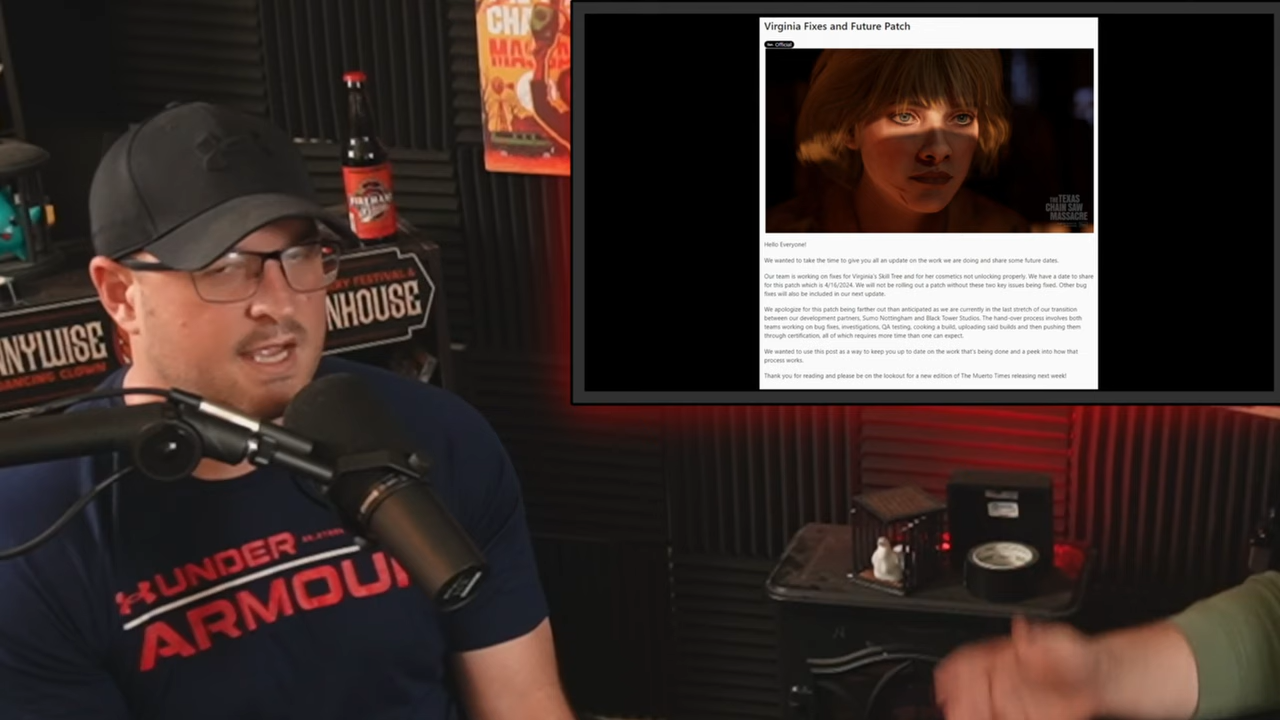 Virginia Fixes and Future Patch
Official
THE TEXAS
CHAIN SAW
MASSACRE
Hello Everyone!
We wanted to take the time to give you all an update on the work we are doing and share some future dates.
Our team is working on fixes for Virginia's Skill Tree and for her cosmetics not unlocking properly. We have a date to share
for this patch which is 4/16/2024. We will not be rolling out a patch without these two key issues being fixed. Other bug
fixes will also be included in our next update.
We apologize for this patch being farther out than anticipated as we are currently in the last stretch of our transition
between our development partners, Sumo Nottingham and Black Tower Studios. The hand-over process involves both
teams working on bug fixes, investigations, QA testing, cooking a build, uploading said builds and then pushing them
through certification, all of which requires more time than one can expect.
We wanted to use this post as a way to keep you up to date on the work that's being done and a peek into how that
process works.
Thank you for reading and please be on the lookout for a new edition of The Muerto Times releasing next week!
CHA
MAS
FESTIVAL &
NHOUSE
NNYWISE
DANCING CLOWN
UNDER
ARMOU